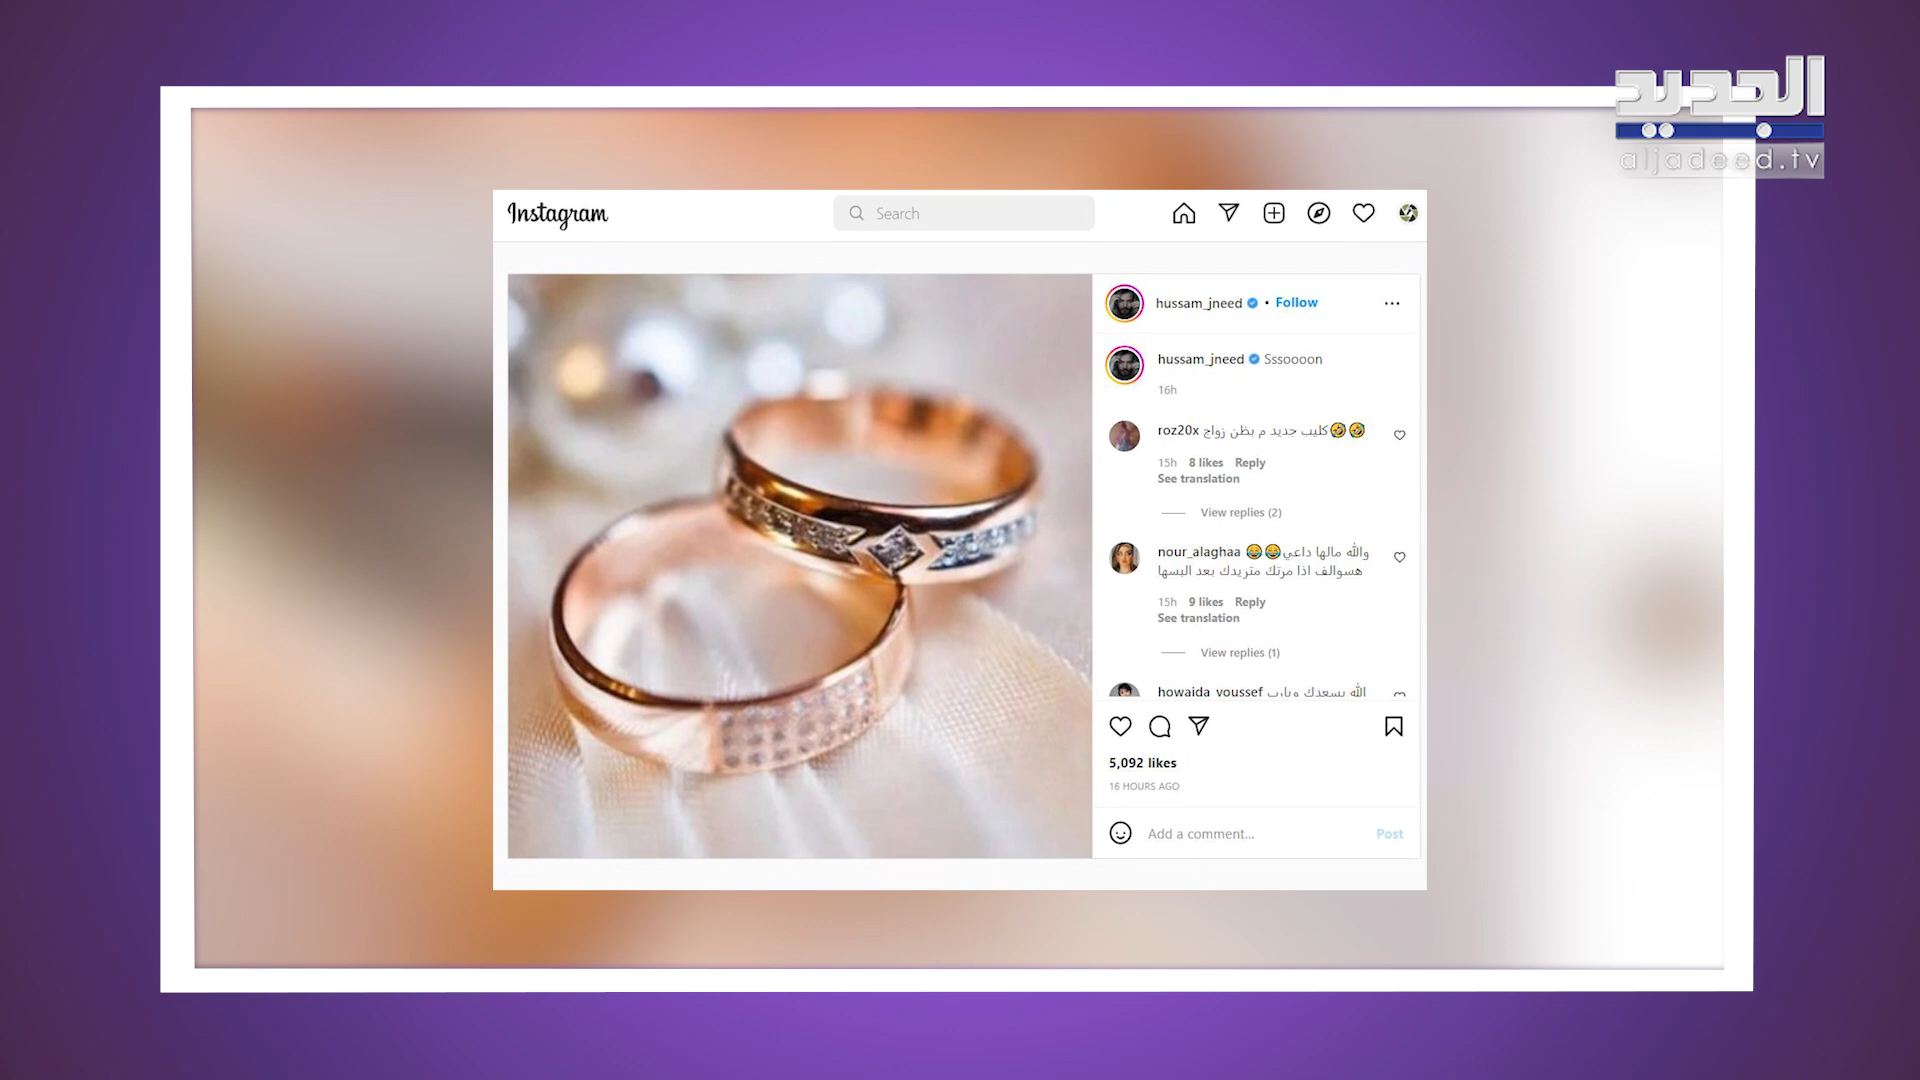 الجديد
aljadeed.tv
Instagram
Search
hussam_jneed • Follow
hussam_jneed Sssoooon
16h
roz20x كليب جديد م بظن زواج🤣🤣
15h 8 likes Reply
See translation
View replies (2)
nour_alaghaa 😂😂والله مالها داعي
هسوالف اذا مرتك متريدك بعد البسها
15h 9 likes Reply
See translation
View replies (1)
howaida_youssef الله يسعدك ويارب
5,092 likes
16 HOURS AGO
Add a comment...
Post